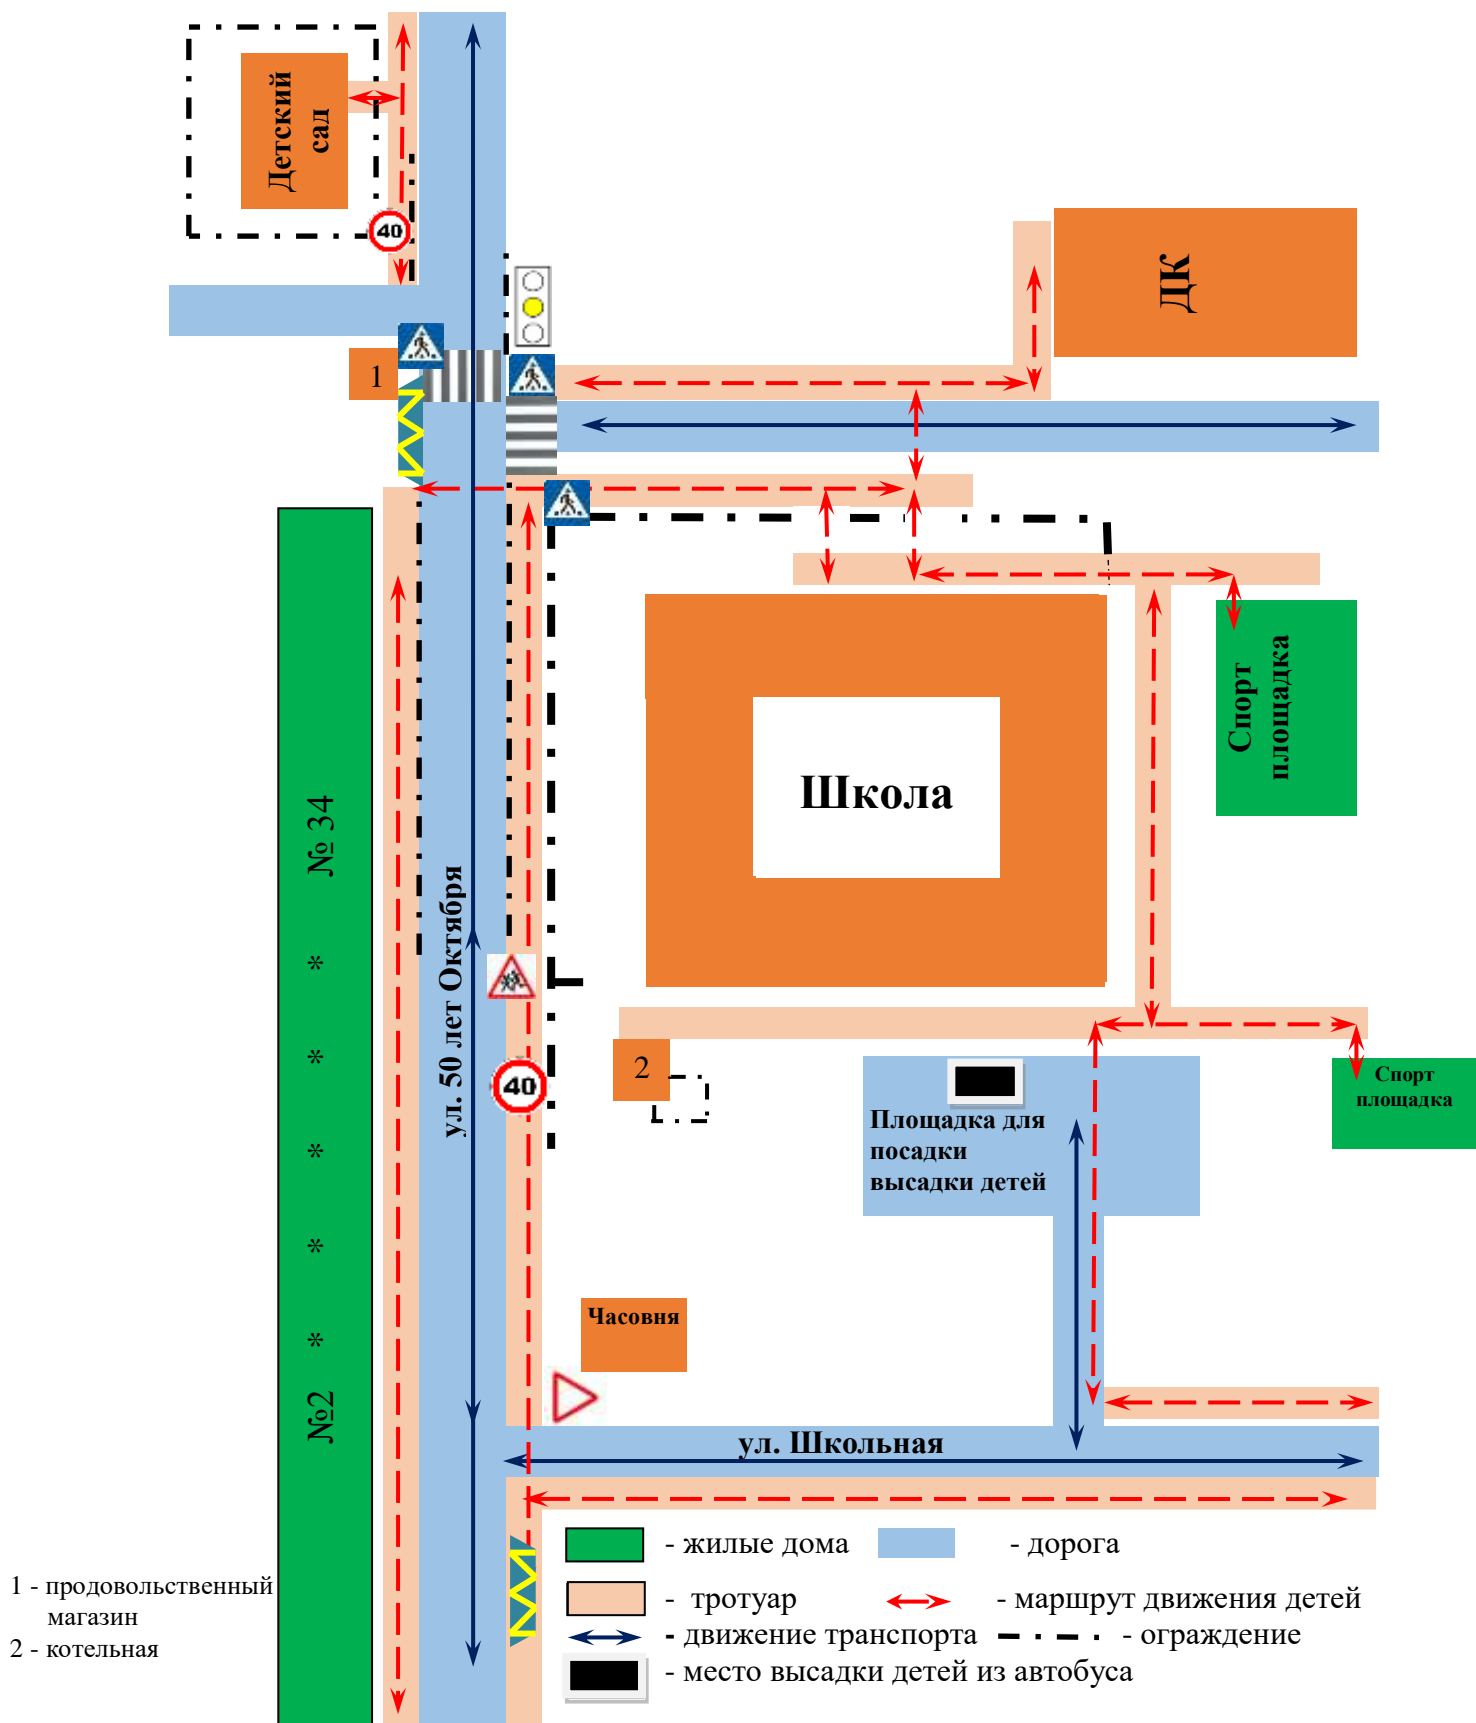 Детский
сад
40
ДК
1
Школа
Спорт
площадка
№2 * * * * * № 34
ул. 50 лет Октября
40
2
Площадка для
посадки
высадки детей
Спорт
площадка
Часовня
ул. Школьная
- жилые дома
- дорога
- тротуар
- маршрут движения детей
- движение транспорта
- ограждение
- место высадки детей из автобуса
1 - продовольственный
магазин
2 - котельная